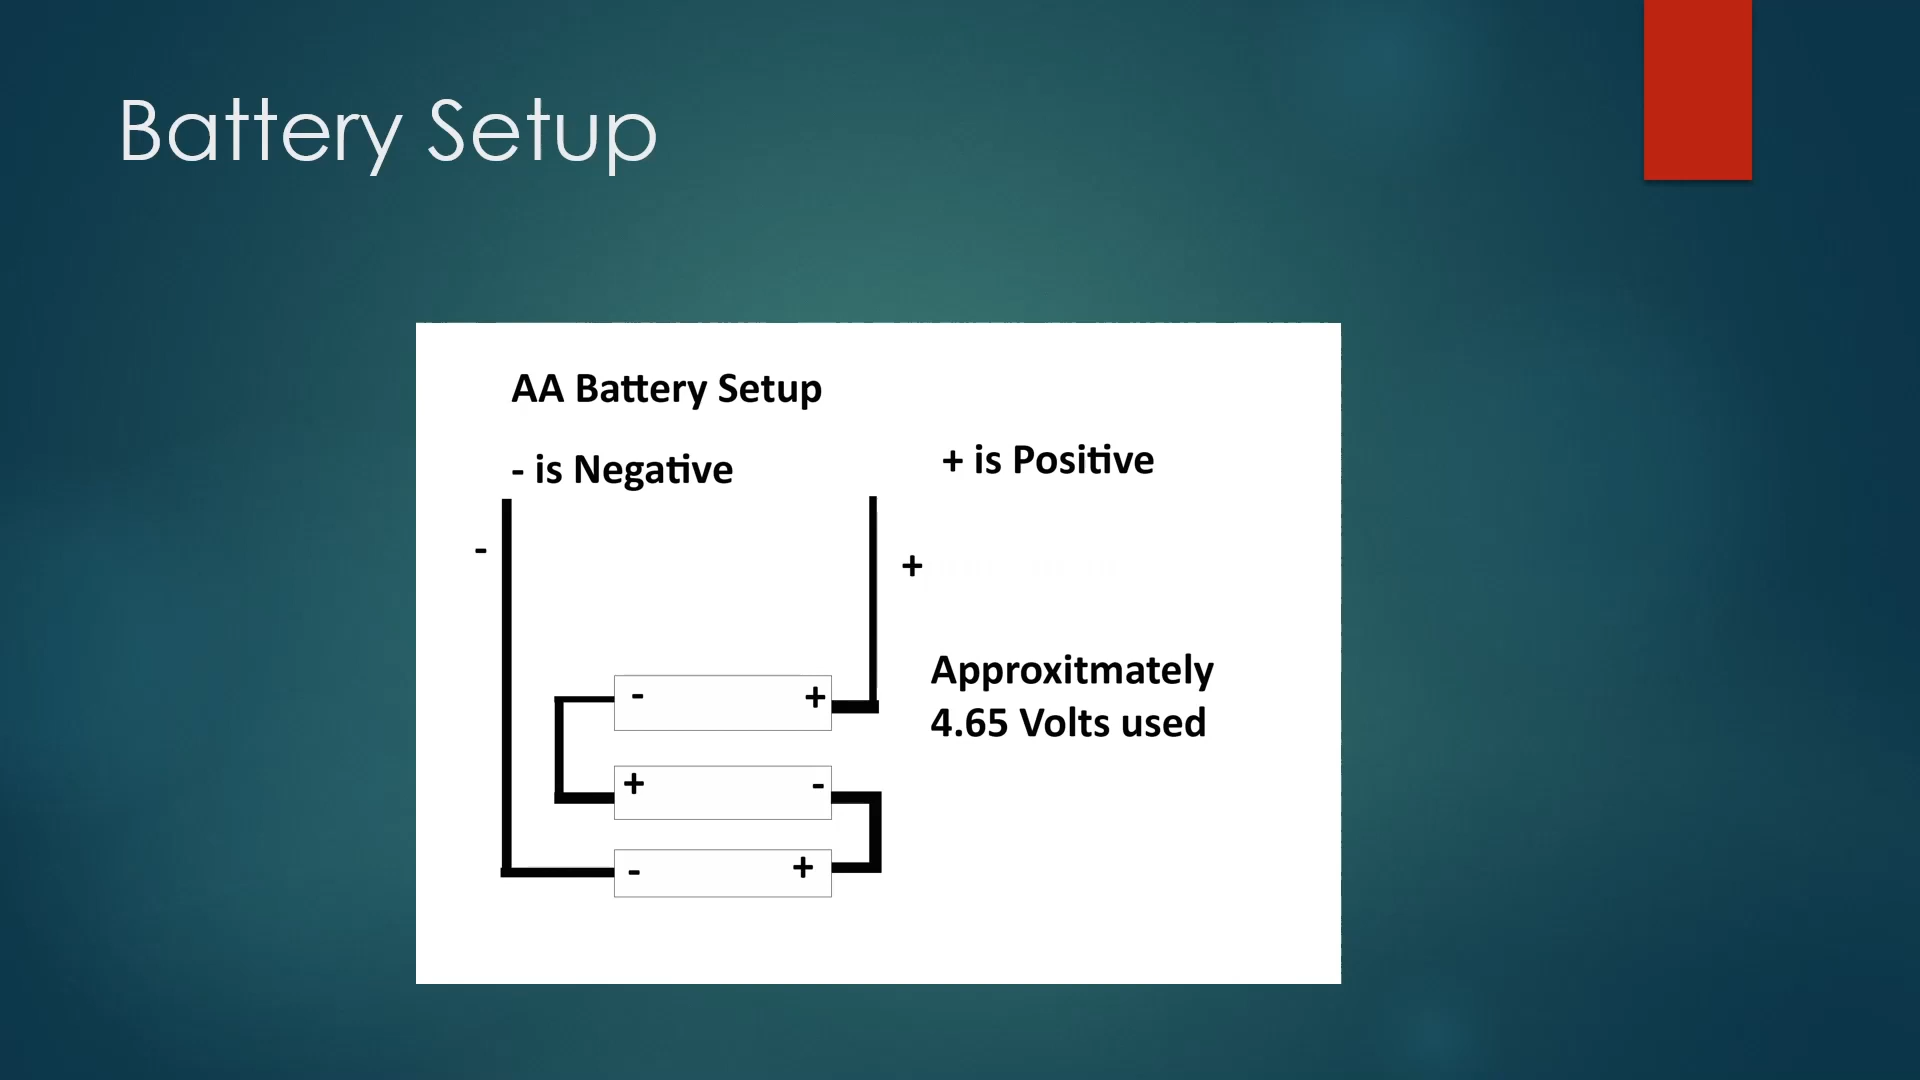 Battery Setup
AA Battery Setup
- is Negative
+ is Positive
-
+
Approxitmately
4.65 Volts used
- +
+ -
- +